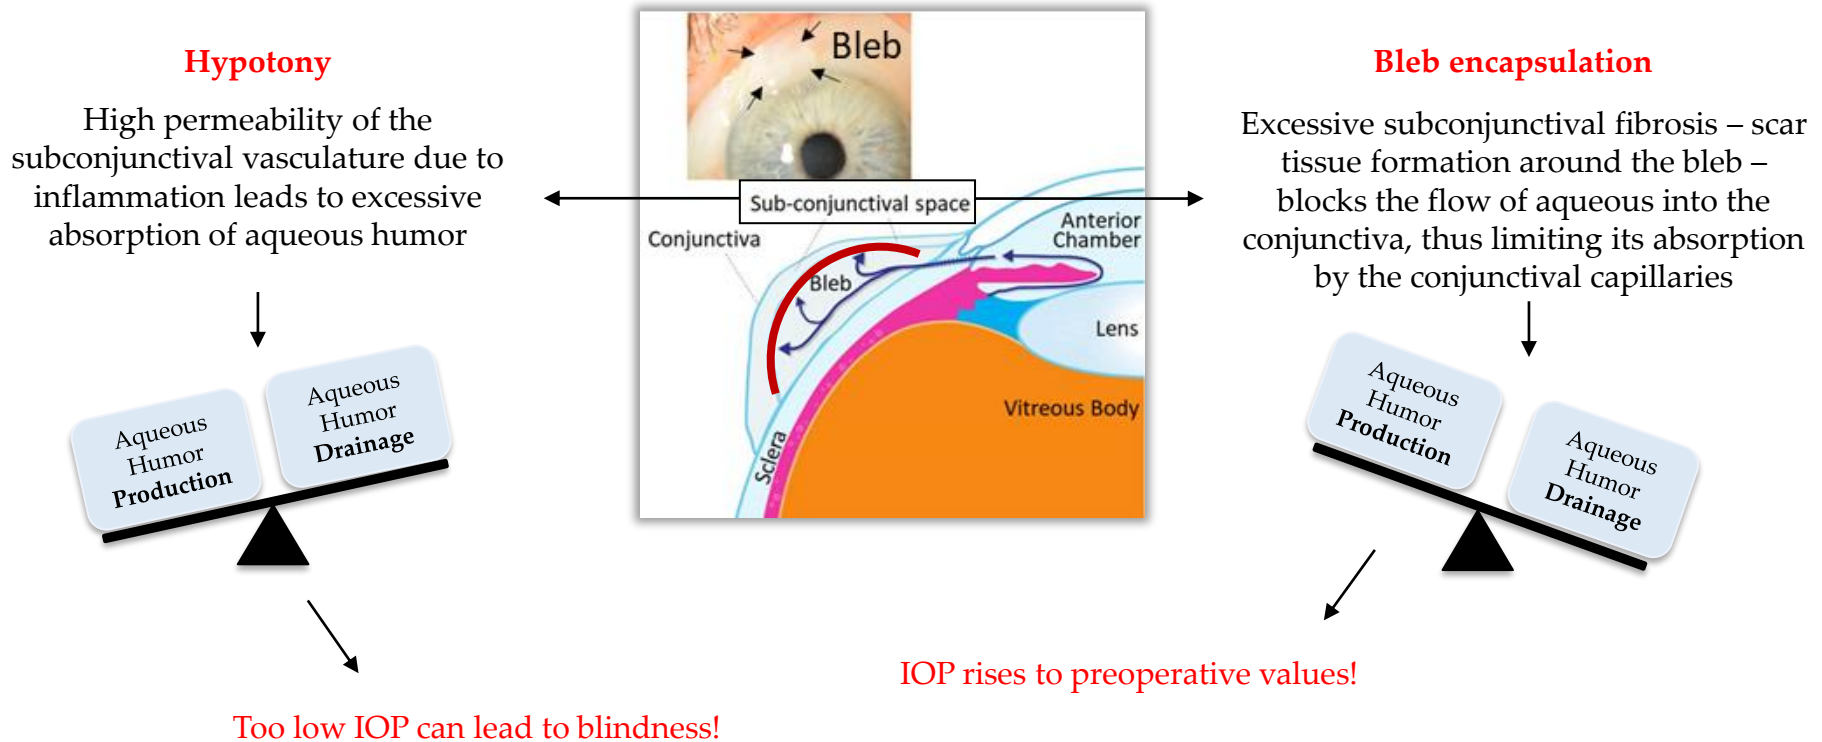 Hypotony
High permeability of the
subconjunctival vasculature due to
inflammation leads to excessive
absorption of aqueous humor
Aqueous
Humor
Production
Aqueous
Humor
Drainage
Too low IOP can lead to blindness!
Bleb
Sub-conjunctival space
Conjunctiva
Anterior
Chamber
Bleb
Lens
Vitreous Body
Sclera
Bleb encapsulation
Excessive subconjunctival fibrosis – scar
tissue formation around the bleb –
blocks the flow of aqueous into the
conjunctiva, thus limiting its absorption
by the conjunctival capillaries
Aqueous
Humor
Production
Aqueous
Humor
Drainage
IOP rises to preoperative values!